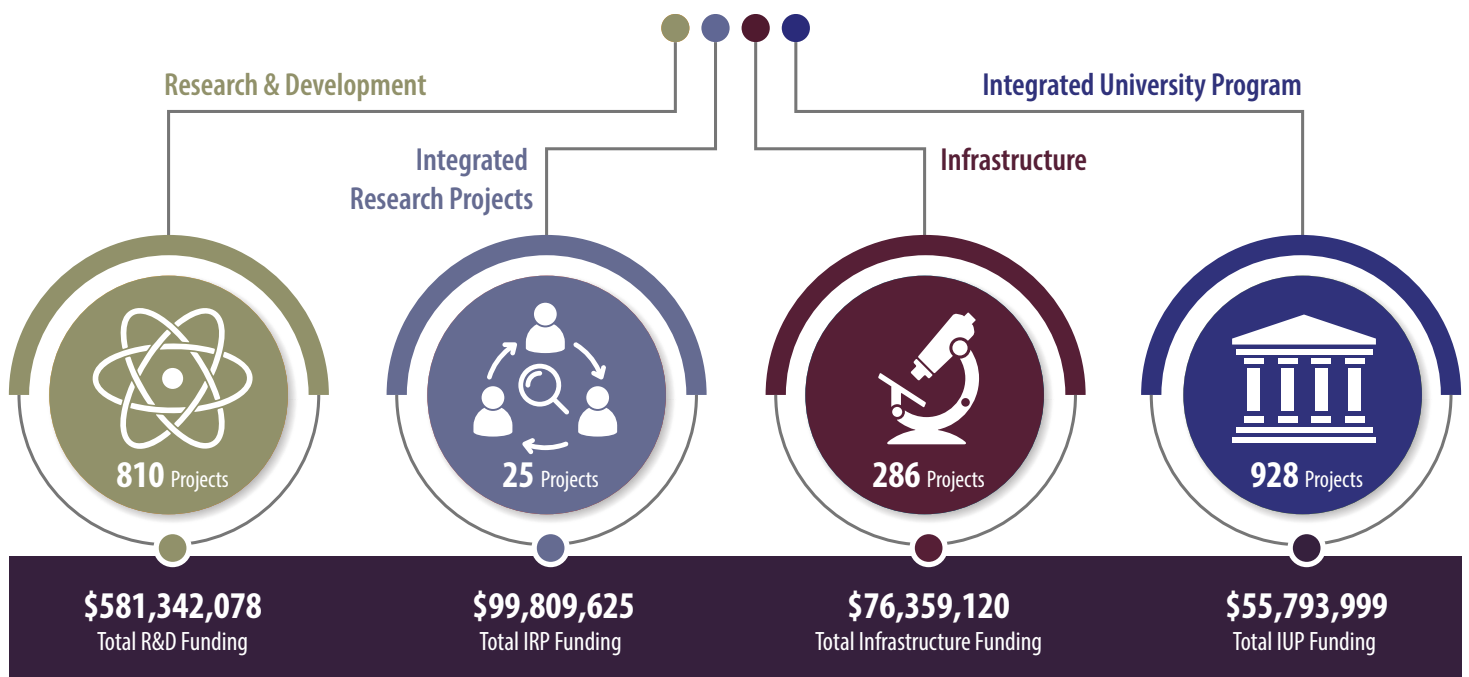 Research & Development
Integrated University Program
Integrated
Research Projects
Infrastructure
810 Projects
25 Projects
286 Projects
928 Projects
$581,342,078
Total R&D Funding
$99,809,625
Total IRP Funding
$76,359,120
Total Infrastructure Funding
$55,793,999
Total IUP Funding